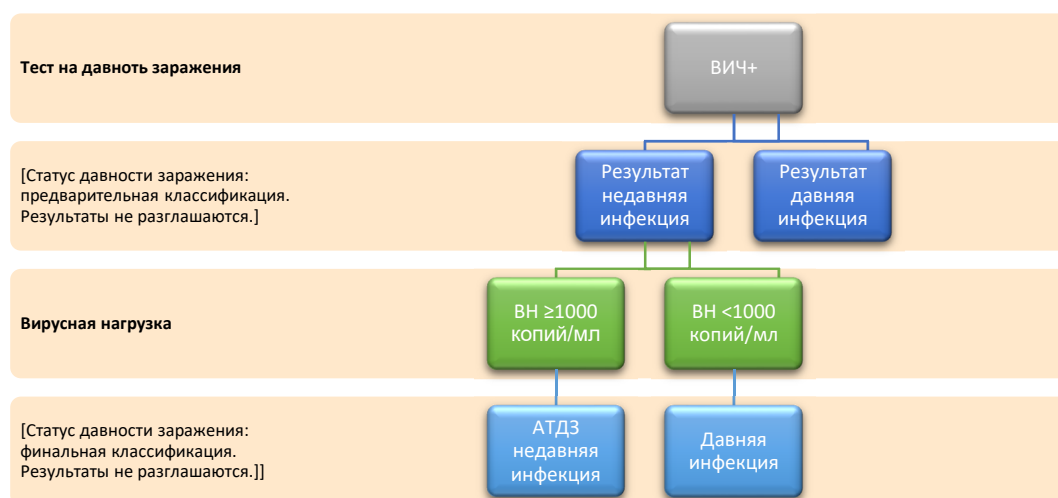 Тест на давноть заражения
ВИЧ+
[Статус давности заражения:
предварительная классификация.
Результаты не разглашаются.]
Результат
недавняя
инфекция
Результат
давняя
инфекция
Вирусная нагрузка
ВН ≥1000
копий/мл
ВН <1000
копий/мл
[Статус давности заражения:
финальная классификация.
Результаты не разглашаются.]]
АТДЗ
недавняя
инфекция
Давняя
инфекция